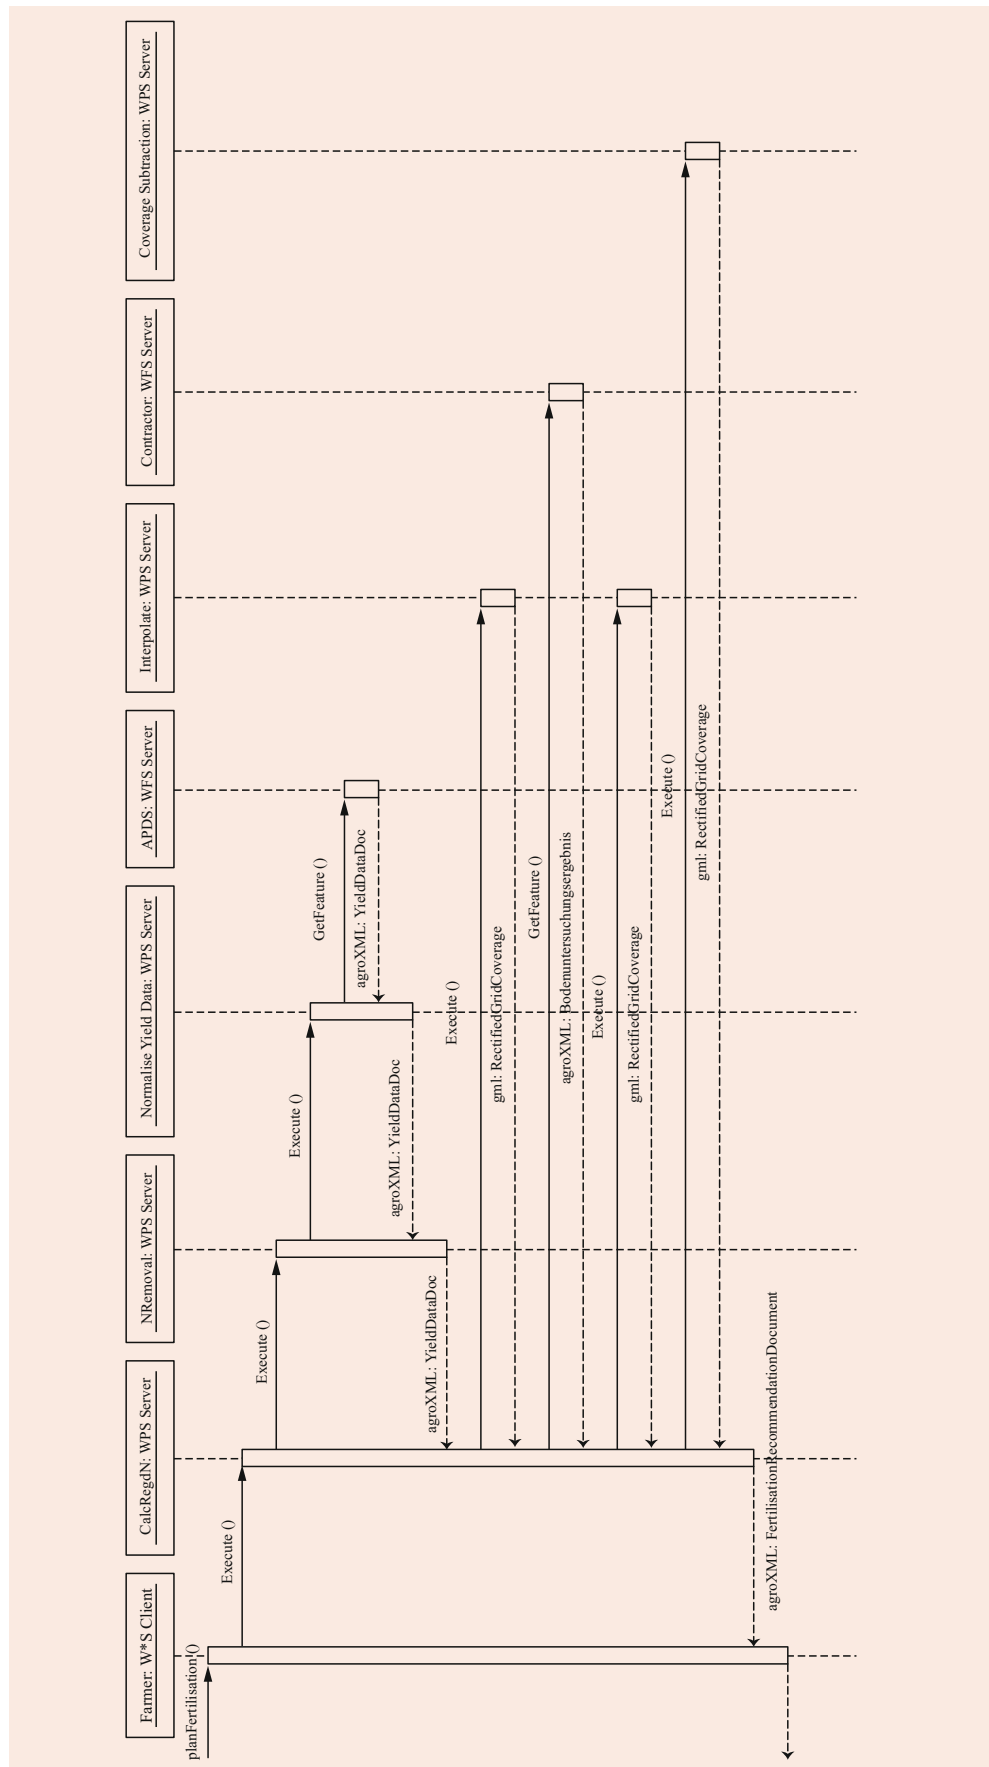 Farmer: W*S Client
CalcRegdN: WPS Server
NRemoval: WPS Server
Normalise Yield Data: WPS Server
APDS: WFS Server
Interpolate: WPS Server
Contractor: WFS Server
Coverage Subtraction: WPS Server
planFertilisation ()
Execute ()
Execute ()
Execute ()
GetFeature ()
agroXML: YieldDataDoc
agroXML: YieldDataDoc
agroXML: YieldDataDoc
Execute ()
gml: RectifiedGridCoverage
GetFeature ()
agroXML: Bodenuntersuchungsergebnis
Execute ()
gml: RectifiedGridCoverage
Execute ()
gml: RectifiedGridCoverage
agroXML: FertilisationRecommendationDocument